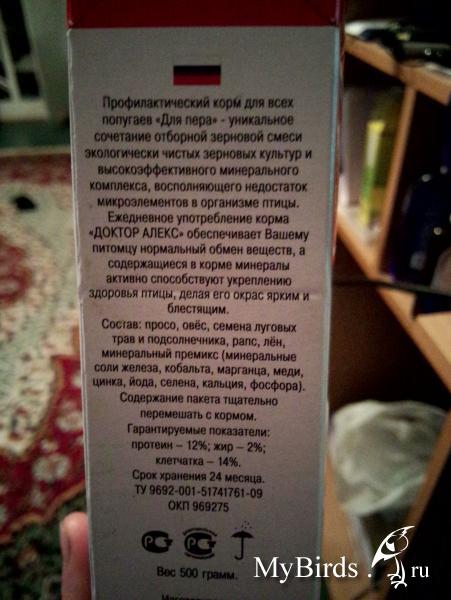 Профилактический корм для всех
попугаев «Для пера» - уникальное
сочетание отборной зерновой смеси
экологически чистых зерновых культур и
высокоэффективного минерального
комплекса, восполняющего недостаток
микроэлементов в организме птицы.
Ежедневное употребление корма
«ДОКТОР АЛЕКС» обеспечивает Вашему
питомцу нормальный обмен веществ, а
содержащиеся в корме минералы
активно способствуют укреплению
здоровья птицы, делая его окрас ярким и
блестящим.
Состав: просо, овёс, семена луговых
трав и подсолнечника, рапс, лён,
минеральный премикс (минеральные
соли железа, кобальта, марганца, меди,
цинка, йода, селена, кальция, фосфора).
Содержание пакета тщательно
перемешать с кормом.
Гарантируемые показатели:
протеин – 12%; жир – 2%;
клетчатка – 14%.
Срок хранения 24 месяца.
ТУ 9692-001-51741761-09
ОКП 969275
Вес 500 грамм.
MyBirds.ru